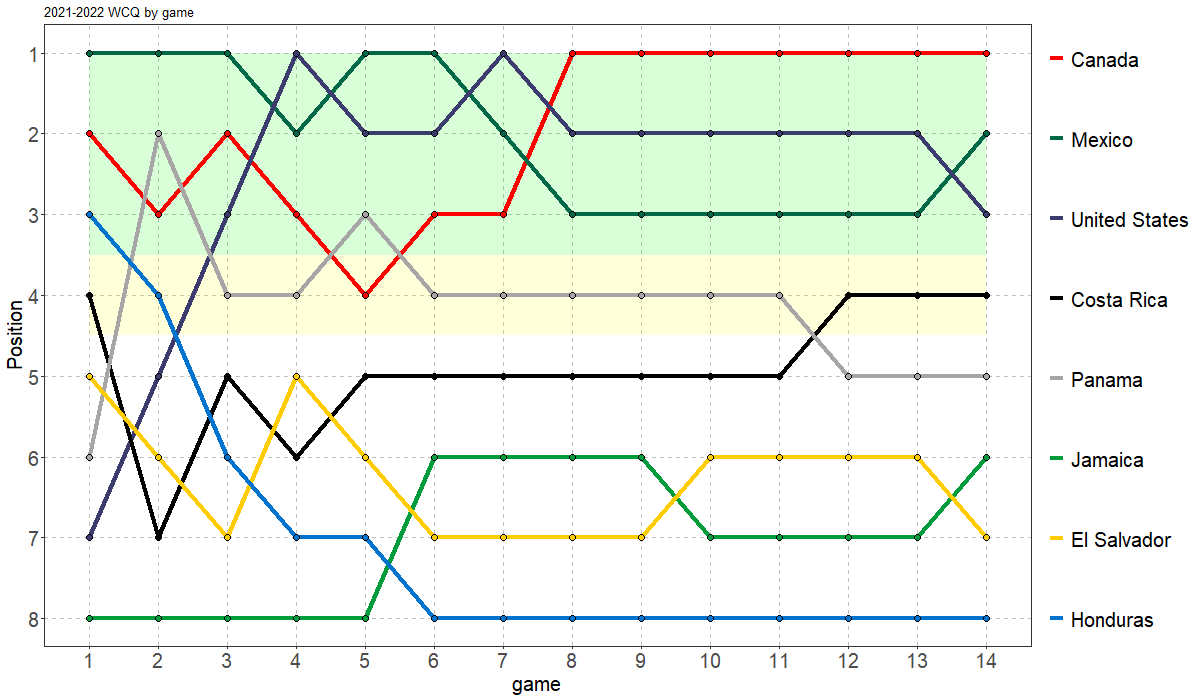 2021-2022 WCQ by game
1
2
3
4
5
6
7
8
Position
1 2 3 4 5 6 7 8 9 10 11 12 13 14
game
Canada
Mexico
United States
Costa Rica
Panama
Jamaica
El Salvador
Honduras